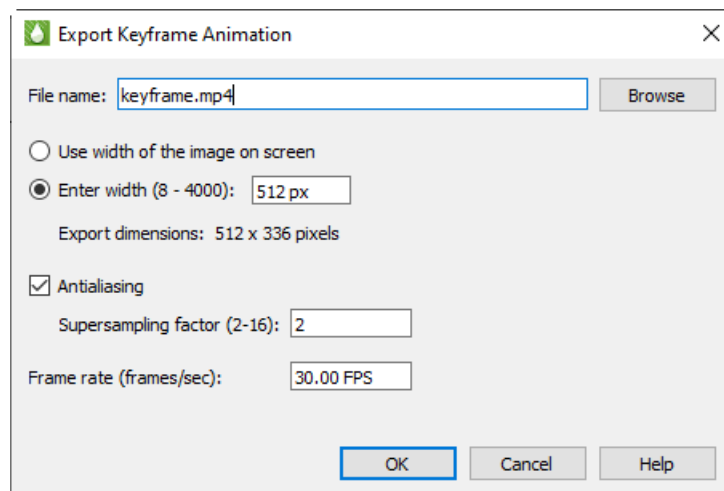 Export Keyframe Animation
File name: keyframe.mp4 Browse
Use width of the image on screen
Enter width (8 - 4000): 512 px
Export dimensions: 512 x 336 pixels
Antialiasing
Supersampling factor (2-16): 2
Frame rate (frames/sec): 30.00 FPS
OK Cancel Help